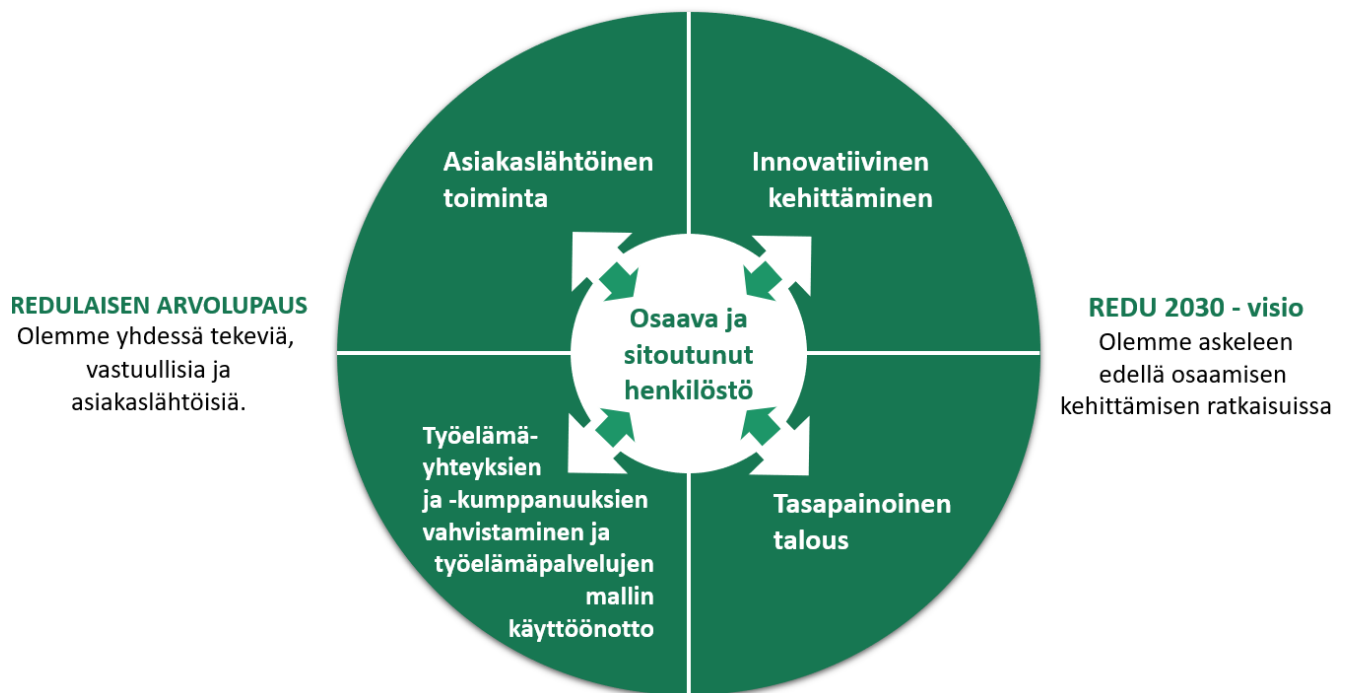 Asiakaslähtöinen
toiminta
Innovatiivinen
kehittäminen
REDULAISEN ARVOLUPAUS
Olemme yhdessä tekeviä,
vastuullisia ja
asiakaslähtöisiä.
Osaava ja
sitoutunut
henkilöstö
REDU 2030 - visio
Olemme askeleen
edellä osaamisen
kehittämisen ratkaisuissa
Työelämä-
yhteyksien
ja -kumppanuuksien
vahvistaminen ja
työelämäpalvelujen
mallin
käyttöönotto
Tasapainoinen
talous